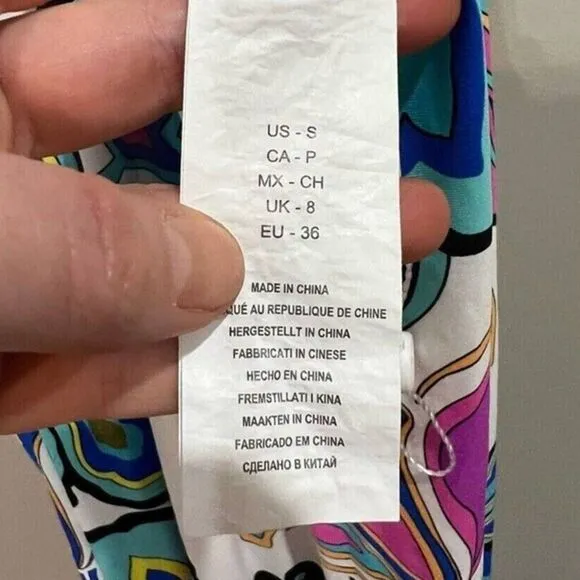 US - S
CA - P
MX - CH
UK - 8
EU - 36
MADE IN CHINA
QUÉ AU REPUBLIQUE DE CHINE
HERGESTELLT IN CHINA
FABBRICATI IN CINESE
HECHO EN CHINA
FREMSTILLATI I KINA
MAAKTEN IN CHINA
FABRICADO EM CHINA
СДЕЛАНО В КИТАЙ